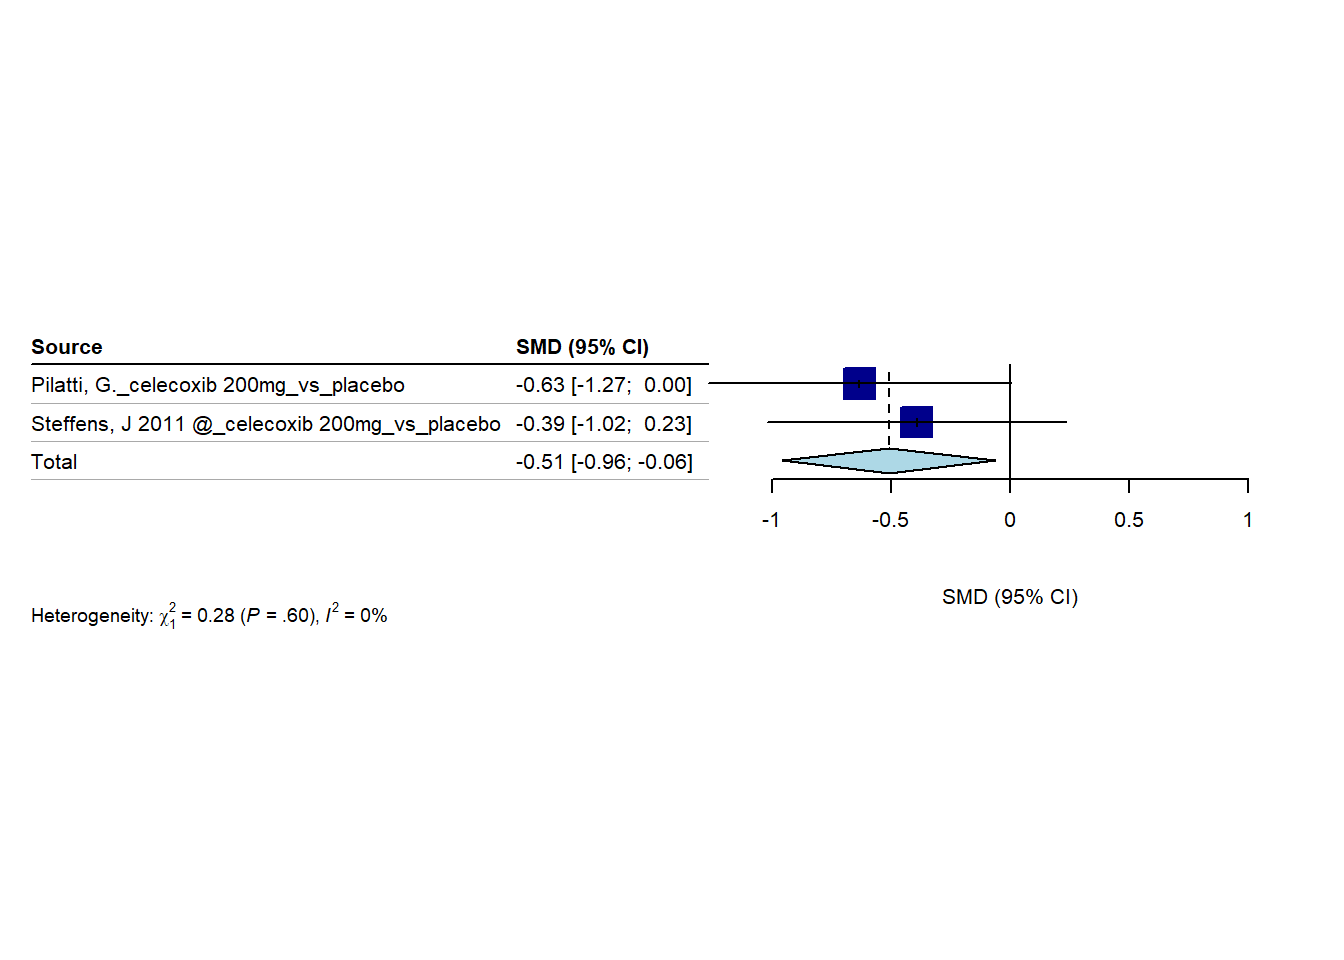 Source SMD (95% CI)
Pilatti, G._celecoxib 200mg_vs_placebo -0.63 [-1.27; 0.00]
Steffens, J 2011 @_celecoxib 200mg_vs_placebo -0.39 [-1.02; 0.23]
Total -0.51 [-0.96; -0.06]
-1 -0.5 0 0.5 1
SMD (95% CI)
Heterogeneity: χ²₁ = 0.28 (P = .60), I² = 0%